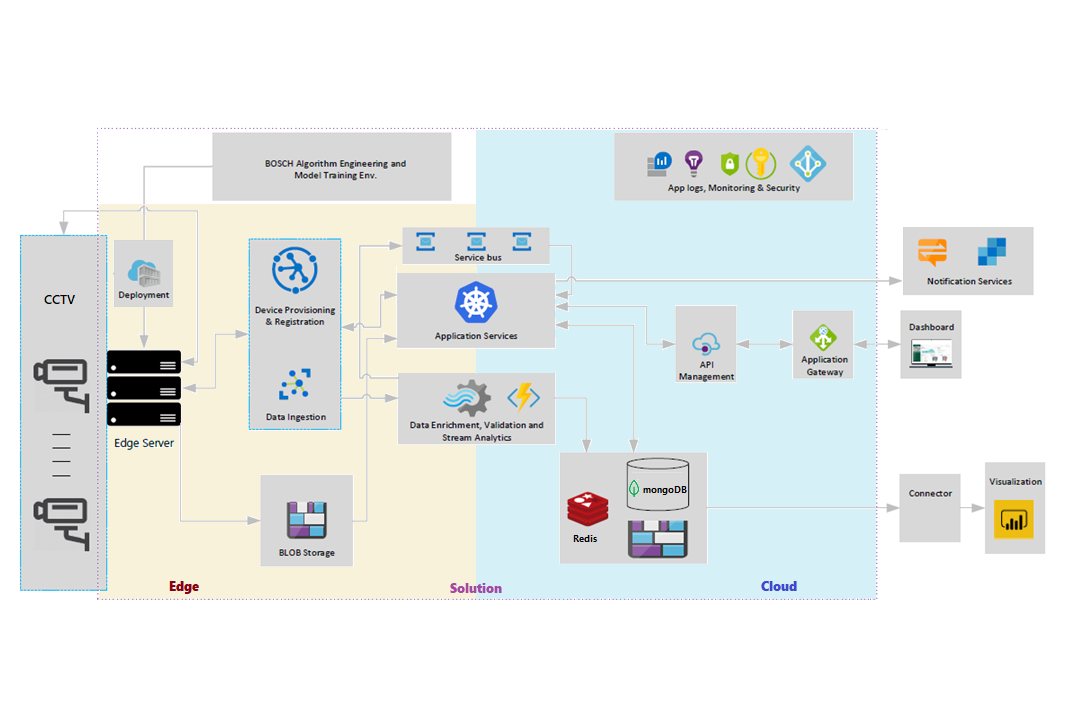 BOSCH Algorithm Engineering and
Model Training Env.
App logs, Monitoring & Security
CCTV
Deployment
Edge Server
Device Provisioning
& Registration
Data Ingestion
BLOB Storage
Service bus
Application Services
Data Enrichment, Validation and
Stream Analytics
Redis
mongoDB
API
Management
Application
Gateway
Notification Services
Dashboard
Connector
Visualization
Edge
Solution
Cloud